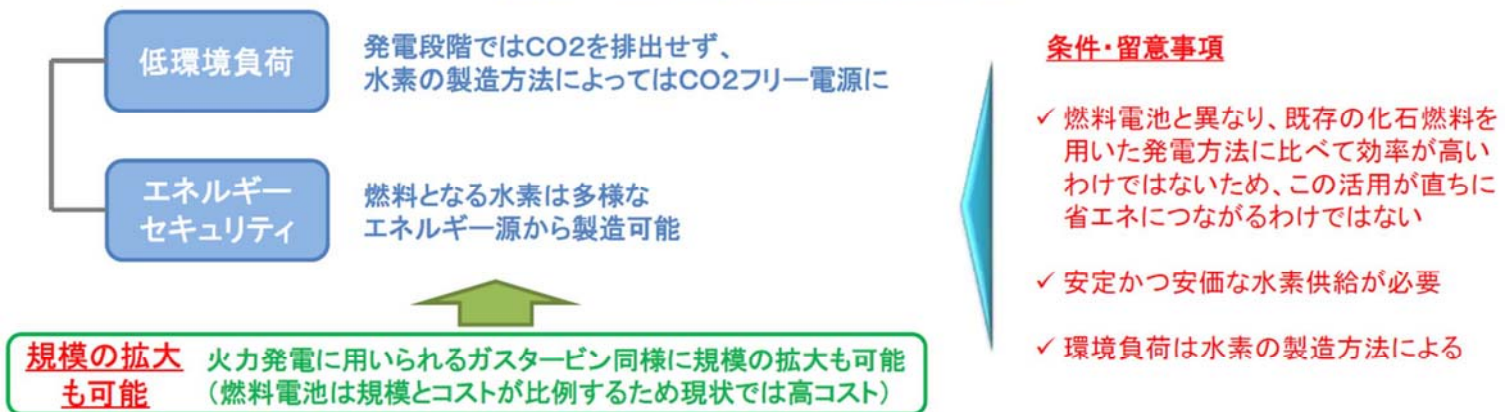 低環境負荷
発電段階ではCO2を排出せず、
水素の製造方法によってはCO2フリー電源に
エネルギー
セキュリティ
燃料となる水素は多様な
エネルギー源から製造可能
規模の拡大
も可能
火力発電に用いられるガスタービン同様に規模の拡大も可能
（燃料電池は規模とコストが比例するため現状では高コスト）
条件・留意事項
✓ 燃料電池と異なり、既存の化石燃料を
用いた発電方法に比べて効率が高い
わけではないため、この活用が直ちに
省エネにつながるわけではない
✓ 安定かつ安価な水素供給が必要
✓ 環境負荷は水素の製造方法による